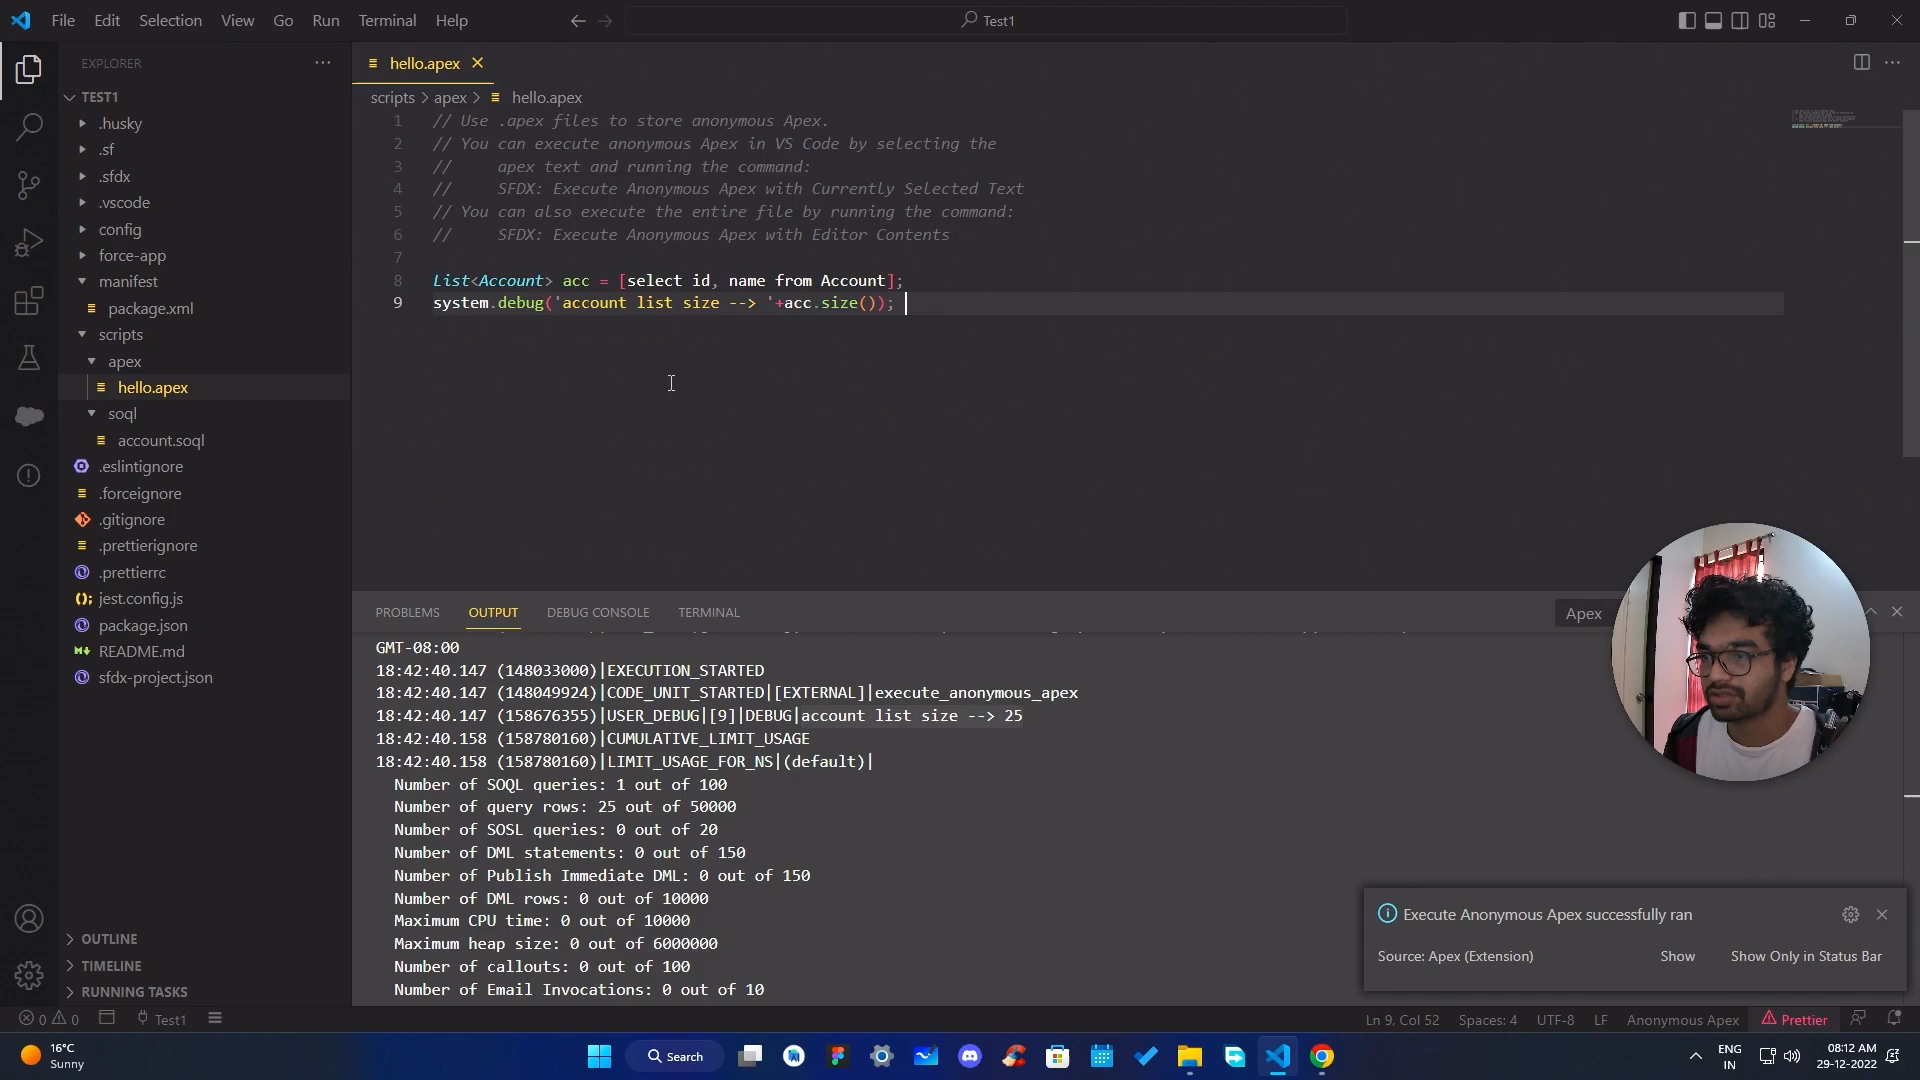 File Edit Selection View Go Run Terminal Help
Test1
EXPLORER
TEST1
.husky
.sf
.sfdx
.vscode
config
force-app
manifest
package.xml
scripts
apex
hello.apex
soql
account.soql
.eslintignore
.forceignore
.gitignore
.prettierignore
.prettierrc
jest.config.js
package.json
README.md
sfdx-project.json
OUTLINE
TIMELINE
RUNNING TASKS
hello.apex
scripts > apex > hello.apex
1 // Use .apex files to store anonymous Apex.
2 // You can execute anonymous Apex in VS Code by selecting the
3 // apex text and running the command:
4 // SFDX: Execute Anonymous Apex with Currently Selected Text
5 // You can also execute the entire file by running the command:
6 // SFDX: Execute Anonymous Apex with Editor Contents
7
8 List<Account> acc = [select id, name from Account];
9 system.debug('account list size --> '+acc.size());
PROBLEMS OUTPUT DEBUG CONSOLE TERMINAL
Apex
GMT-08:00
18:42:40.147 (148033000)|EXECUTION_STARTED
18:42:40.147 (148049924)|CODE_UNIT_STARTED|[EXTERNAL]|execute_anonymous_apex
18:42:40.147 (158676355)|USER_DEBUG|[9]|DEBUG|account list size --> 25
18:42:40.158 (158780160)|CUMULATIVE_LIMIT_USAGE
18:42:40.158 (158780160)|LIMIT_USAGE_FOR_NS|(default)|
Number of SOQL queries: 1 out of 100
Number of query rows: 25 out of 50000
Number of SOSL queries: 0 out of 20
Number of DML statements: 0 out of 150
Number of Publish Immediate DML: 0 out of 150
Number of DML rows: 0 out of 10000
Maximum CPU time: 0 out of 10000
Maximum heap size: 0 out of 6000000
Number of callouts: 0 out of 100
Number of Email Invocations: 0 out of 10
Execute Anonymous Apex successfully ran
Source: Apex (Extension) Show Show Only in Status Bar
0 0 Test1
Ln 9, Col 52 Spaces: 4 UTF-8 LF Anonymous Apex Prettier
16°C
Sunny
Search
ENG
IN
08:12 AM
29-12-2022